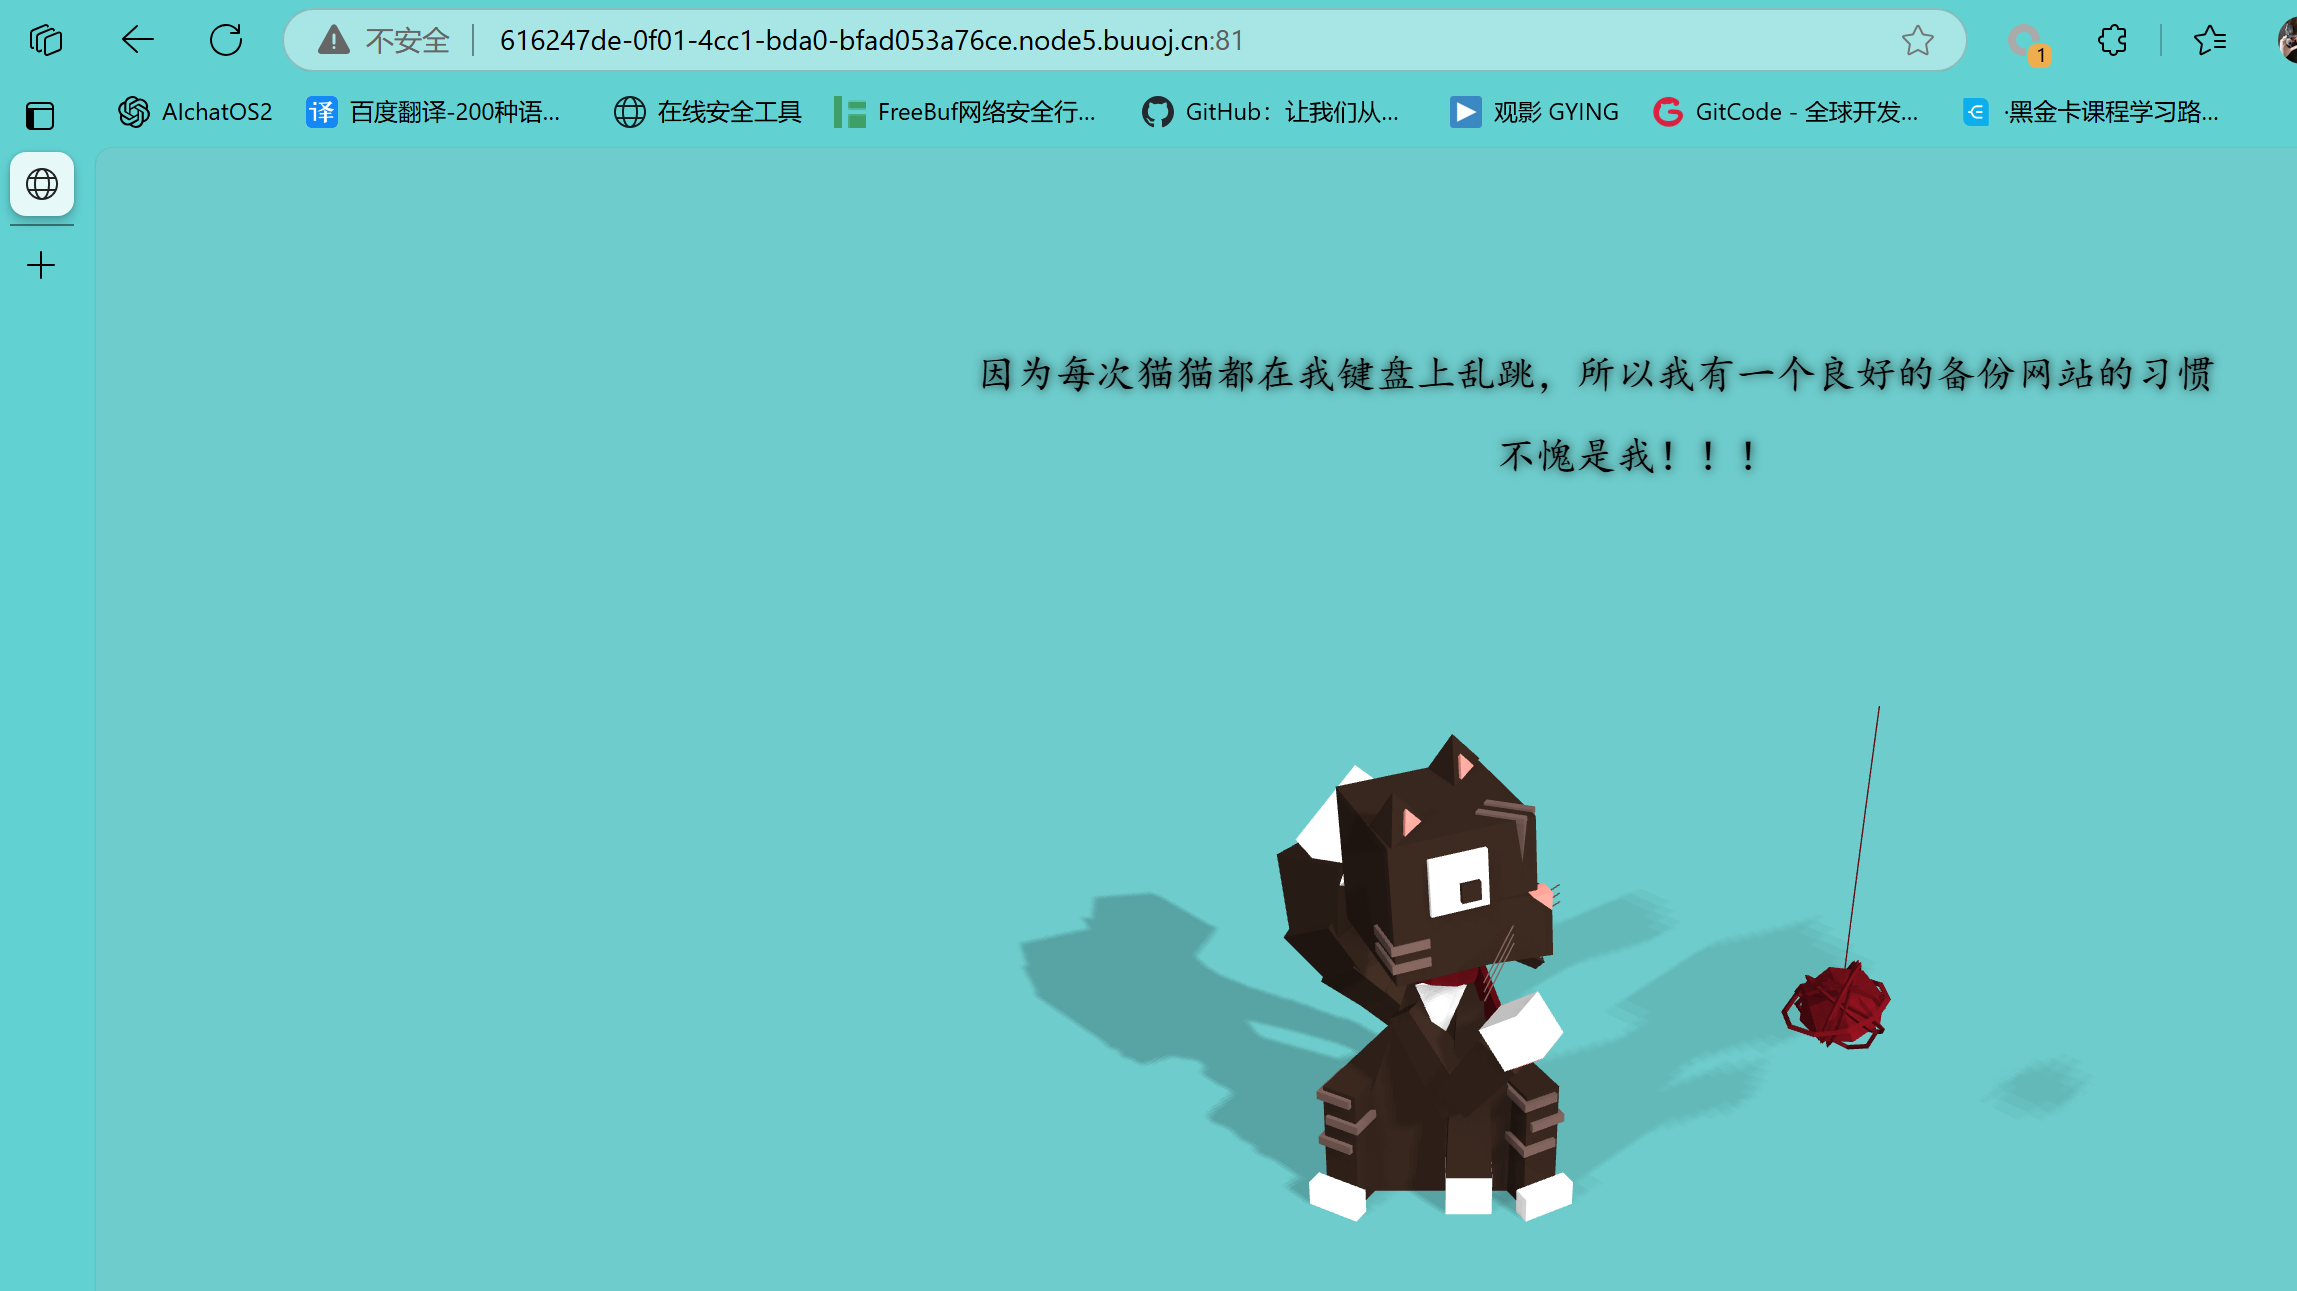 不安全
616247de-0f01-4cc1-bda0-bfad053a76ce.node5.buuoj.cn:81
1
AIchatOS2
译 百度翻译-200种语...
在线安全工具
FreeBuf网络安全行...
GitHub：让我们从...
观影 GYING
GitCode - 全球开发...
·黑金卡课程学习路...
因为每次猫猫都在我键盘上乱跳，所以我有一个良好的备份网站的习惯
不愧是我！！！